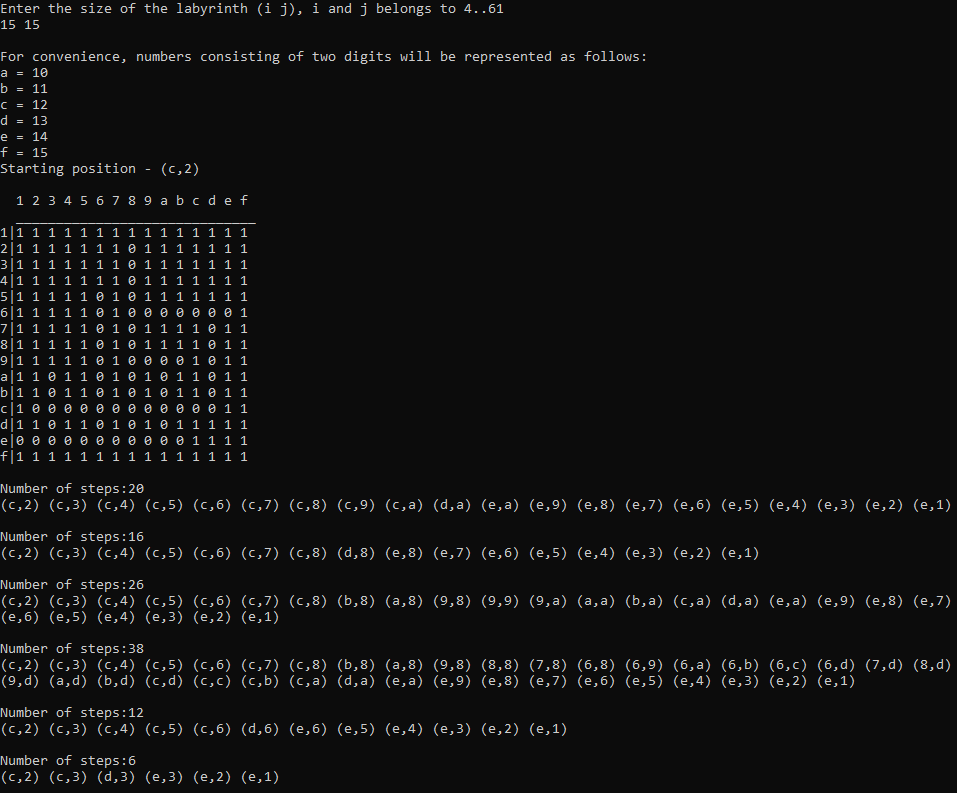 Enter the size of the labyrinth (i j), i and j belongs to 4..61
15 15
For convenience, numbers consisting of two digits will be represented as follows:
a = 10
b = 11
c = 12
d = 13
e = 14
f = 15
Starting position - (c,2)
1 2 3 4 5 6 7 8 9 a b c d e f
______________________________
1|1 1 1 1 1 1 1 1 1 1 1 1 1 1 1
2|1 1 1 1 1 1 1 0 1 1 1 1 1 1 1
3|1 1 1 1 1 1 1 0 1 1 1 1 1 1 1
4|1 1 1 1 1 1 1 0 1 1 1 1 1 1 1
5|1 1 1 1 1 0 1 0 1 1 1 1 1 1 1
6|1 1 1 1 1 0 1 0 0 0 0 0 0 0 1
7|1 1 1 1 1 0 1 0 1 1 1 1 0 1 1
8|1 1 1 1 1 0 1 0 1 1 1 1 0 1 1
9|1 1 1 1 1 0 1 0 0 0 0 1 0 1 1
a|1 1 0 1 1 0 1 0 1 0 1 1 0 1 1
b|1 1 0 1 1 0 1 0 1 0 1 1 0 1 1
c|1 0 0 0 0 0 0 0 0 0 0 0 0 1 1
d|1 1 0 1 1 0 1 0 1 0 1 1 1 1 1
e|0 0 0 0 0 0 0 0 0 0 0 1 1 1 1
f|1 1 1 1 1 1 1 1 1 1 1 1 1 1 1
Number of steps:20
(c,2) (c,3) (c,4) (c,5) (c,6) (c,7) (c,8) (c,9) (c,a) (d,a) (e,a) (e,9) (e,8) (e,7) (e,6) (e,5) (e,4) (e,3) (e,2) (e,1)
Number of steps:16
(c,2) (c,3) (c,4) (c,5) (c,6) (c,7) (c,8) (d,8) (e,8) (e,7) (e,6) (e,5) (e,4) (e,3) (e,2) (e,1)
Number of steps:26
(c,2) (c,3) (c,4) (c,5) (c,6) (c,7) (c,8) (b,8) (a,8) (9,8) (9,9) (9,a) (a,a) (b,a) (c,a) (d,a) (e,a) (e,9) (e,8) (e,7)
(e,6) (e,5) (e,4) (e,3) (e,2) (e,1)
Number of steps:38
(c,2) (c,3) (c,4) (c,5) (c,6) (c,7) (c,8) (b,8) (a,8) (9,8) (8,8) (7,8) (6,8) (6,9) (6,a) (6,b) (6,c) (6,d) (7,d) (8,d)
(9,d) (a,d) (b,d) (c,d) (c,c) (c,b) (c,a) (d,a) (e,a) (e,9) (e,8) (e,7) (e,6) (e,5) (e,4) (e,3) (e,2) (e,1)
Number of steps:12
(c,2) (c,3) (c,4) (c,5) (c,6) (d,6) (e,6) (e,5) (e,4) (e,3) (e,2) (e,1)
Number of steps:6
(c,2) (c,3) (d,3) (e,3) (e,2) (e,1)